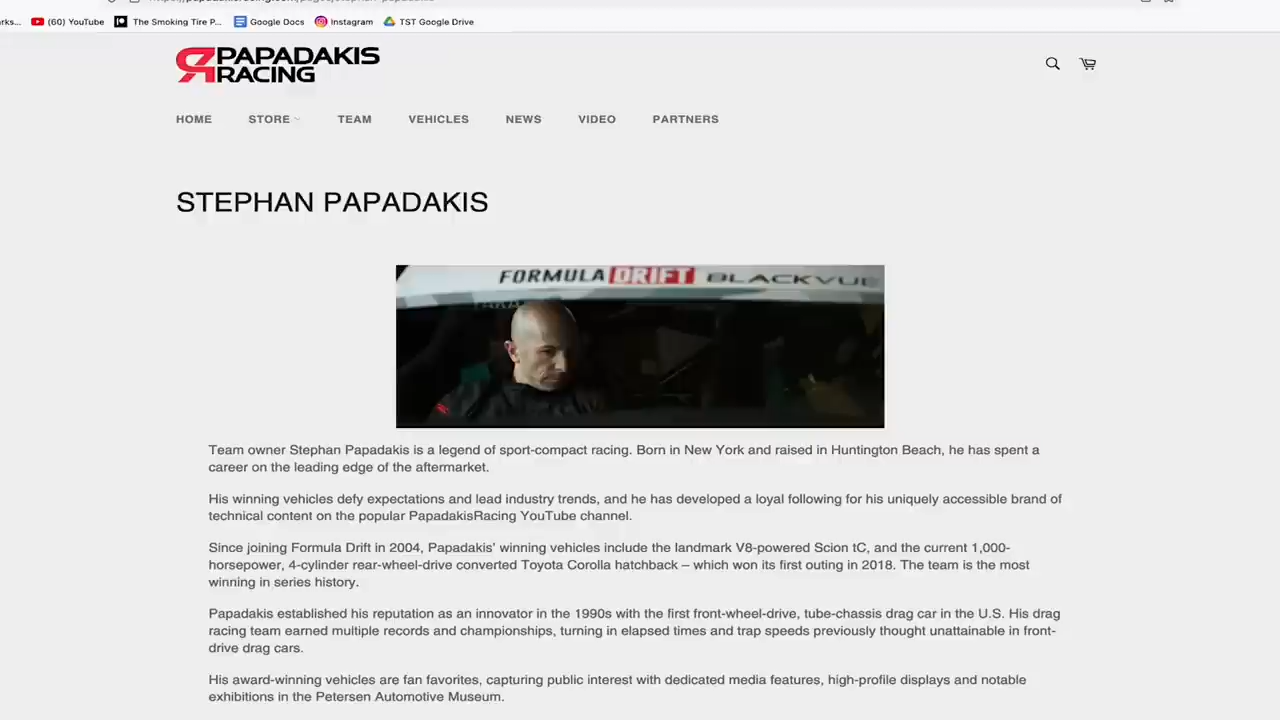 (60) YouTube
The Smoking Tire P...
Google Docs
Instagram
TST Google Drive
PAPADAKIS
RACING
HOME
STORE
TEAM
VEHICLES
NEWS
VIDEO
PARTNERS
STEPHAN PAPADAKIS
FORMULA DRIFT BLACKVUE
Team owner Stephan Papadakis is a legend of sport-compact racing. Born in New York and raised in Huntington Beach, he has spent a
career on the leading edge of the aftermarket.
His winning vehicles defy expectations and lead industry trends, and he has developed a loyal following for his uniquely accessible brand of
technical content on the popular PapadakisRacing YouTube channel.
Since joining Formula Drift in 2004, Papadakis' winning vehicles include the landmark V8-powered Scion tC, and the current 1,000-
horsepower, 4-cylinder rear-wheel-drive converted Toyota Corolla hatchback – which won its first outing in 2018. The team is the most
winning in series history.
Papadakis established his reputation as an innovator in the 1990s with the first front-wheel-drive, tube-chassis drag car in the U.S. His drag
racing team earned multiple records and championships, turning in elapsed times and trap speeds previously thought unattainable in front-
drive drag cars.
His award-winning vehicles are fan favorites, capturing public interest with dedicated media features, high-profile displays and notable
exhibitions in the Petersen Automotive Museum.